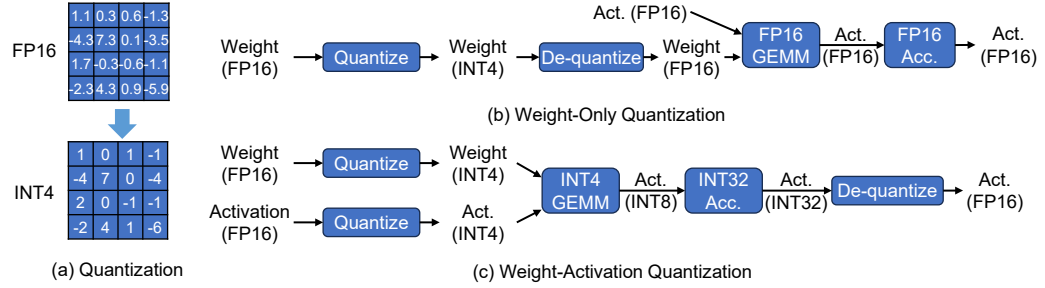 FP16
1.1 0.3 0.6 -1.3
-4.3 7.3 0.1 -3.5
1.7 -0.3 -0.6 -1.1
-2.3 4.3 0.9 -5.9
INT4
1 0 1 -1
-4 7 0 -4
2 0 -1 -1
-2 4 1 -6
(a) Quantization
Act. (FP16)
Weight
(FP16)
Quantize
Weight
(INT4)
De-quantize
Weight
(FP16)
FP16
GEMM
Act.
(FP16)
FP16
Acc.
Act.
(FP16)
(b) Weight-Only Quantization
Weight
(FP16)
Quantize
Weight
(INT4)
Activation
(FP16)
Quantize
Act.
(INT4)
INT4
GEMM
Act.
(INT8)
INT32
Acc.
Act.
(INT32)
De-quantize
Act.
(FP16)
(c) Weight-Activation Quantization